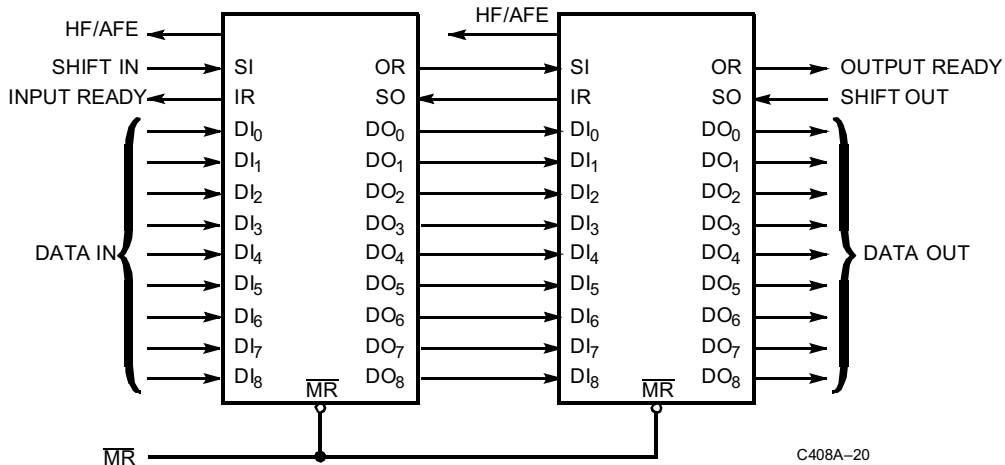 HF/AFE HF/AFE
SHIFT IN SI OR SI OR OUTPUT READY
INPUT READY IR SO IR SO SHIFT OUT
DI0 DO0 DI0 DO0
DI1 DO1 DI1 DO1
DI2 DO2 DI2 DO2
DI3 DO3 DI3 DO3
DATA IN DI4 DO4 DI4 DO4 DATA OUT
DI5 DO5 DI5 DO5
DI6 DO6 DI6 DO6
DI7 DO7 DI7 DO7
DI8 DO8 DI8 DO8
MR MR
MR C408A–20